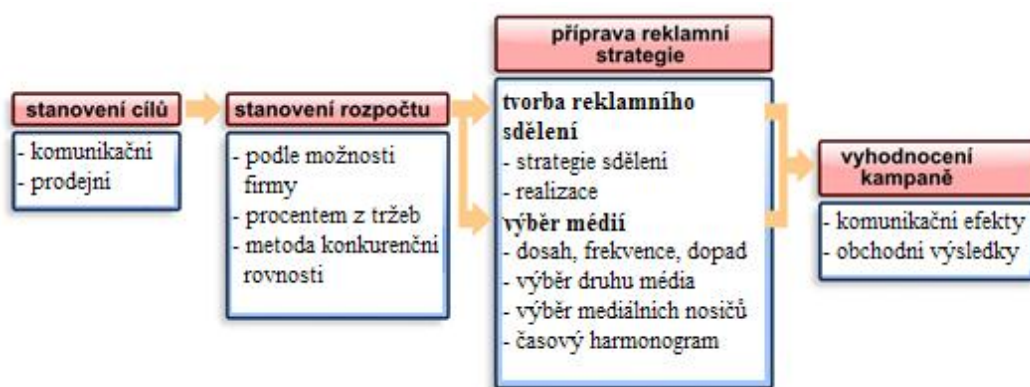 stanovení cílů
- komunikační
- prodejní
stanovení rozpočtu
- podle možnosti
firmy
- procentem z tržeb
- metoda konkurenční
rovnosti
příprava reklamní
strategie
tvorba reklamního
sdělení
- strategie sdělení
- realizace
výběr médií
- dosah, frekvence, dopad
- výběr druhu média
- výběr mediálních nosičů
- časový harmonogram
vyhodnocení
kampaně
- komunikační efekty
- obchodní výsledky